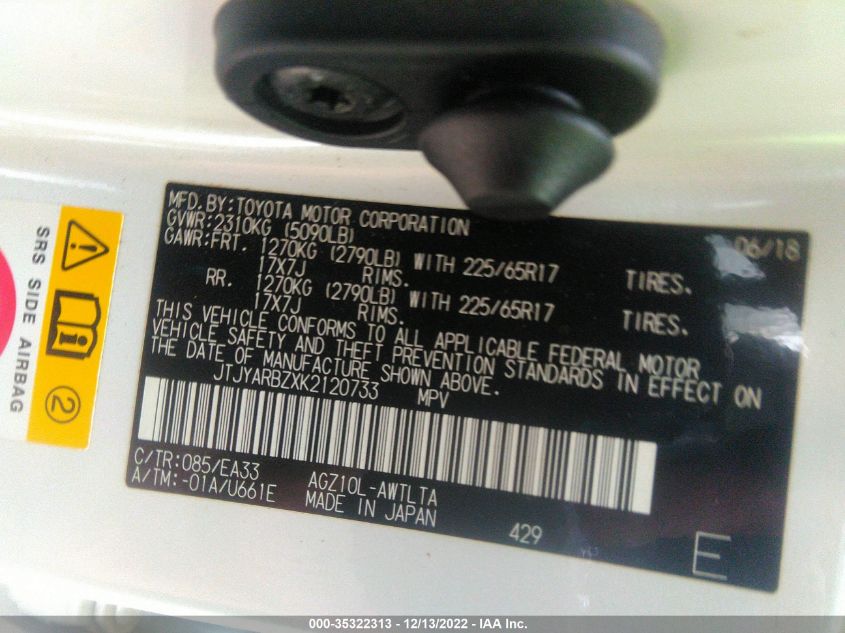 MFD.BY:TOYOTA MOTOR CORPORATION 06/18
GVWR:2310KG (5090LB)
GAWR:FRT. 1270KG (2790LB) WITH 225/65R17 TIRES.
17X7J RIMS.
RR. 1270KG (2790LB) WITH 225/65R17 TIRES.
17X7J RIMS.
THIS VEHICLE CONFORMS TO ALL APPLICABLE FEDERAL MOTOR
VEHICLE SAFETY AND THEFT PREVENTION STANDARDS IN EFFECT ON
THE DATE OF MANUFACTURE SHOWN ABOVE.
JTJYARBZXK2120733 MPV
C/TR:085/EA33 AGZ10L-AWTLTA
A/TM:-01A/U661E MADE IN JAPAN
429
E
SRS SIDE AIRBAG
2
000-35322313 - 12/13/2022 - IAA Inc.